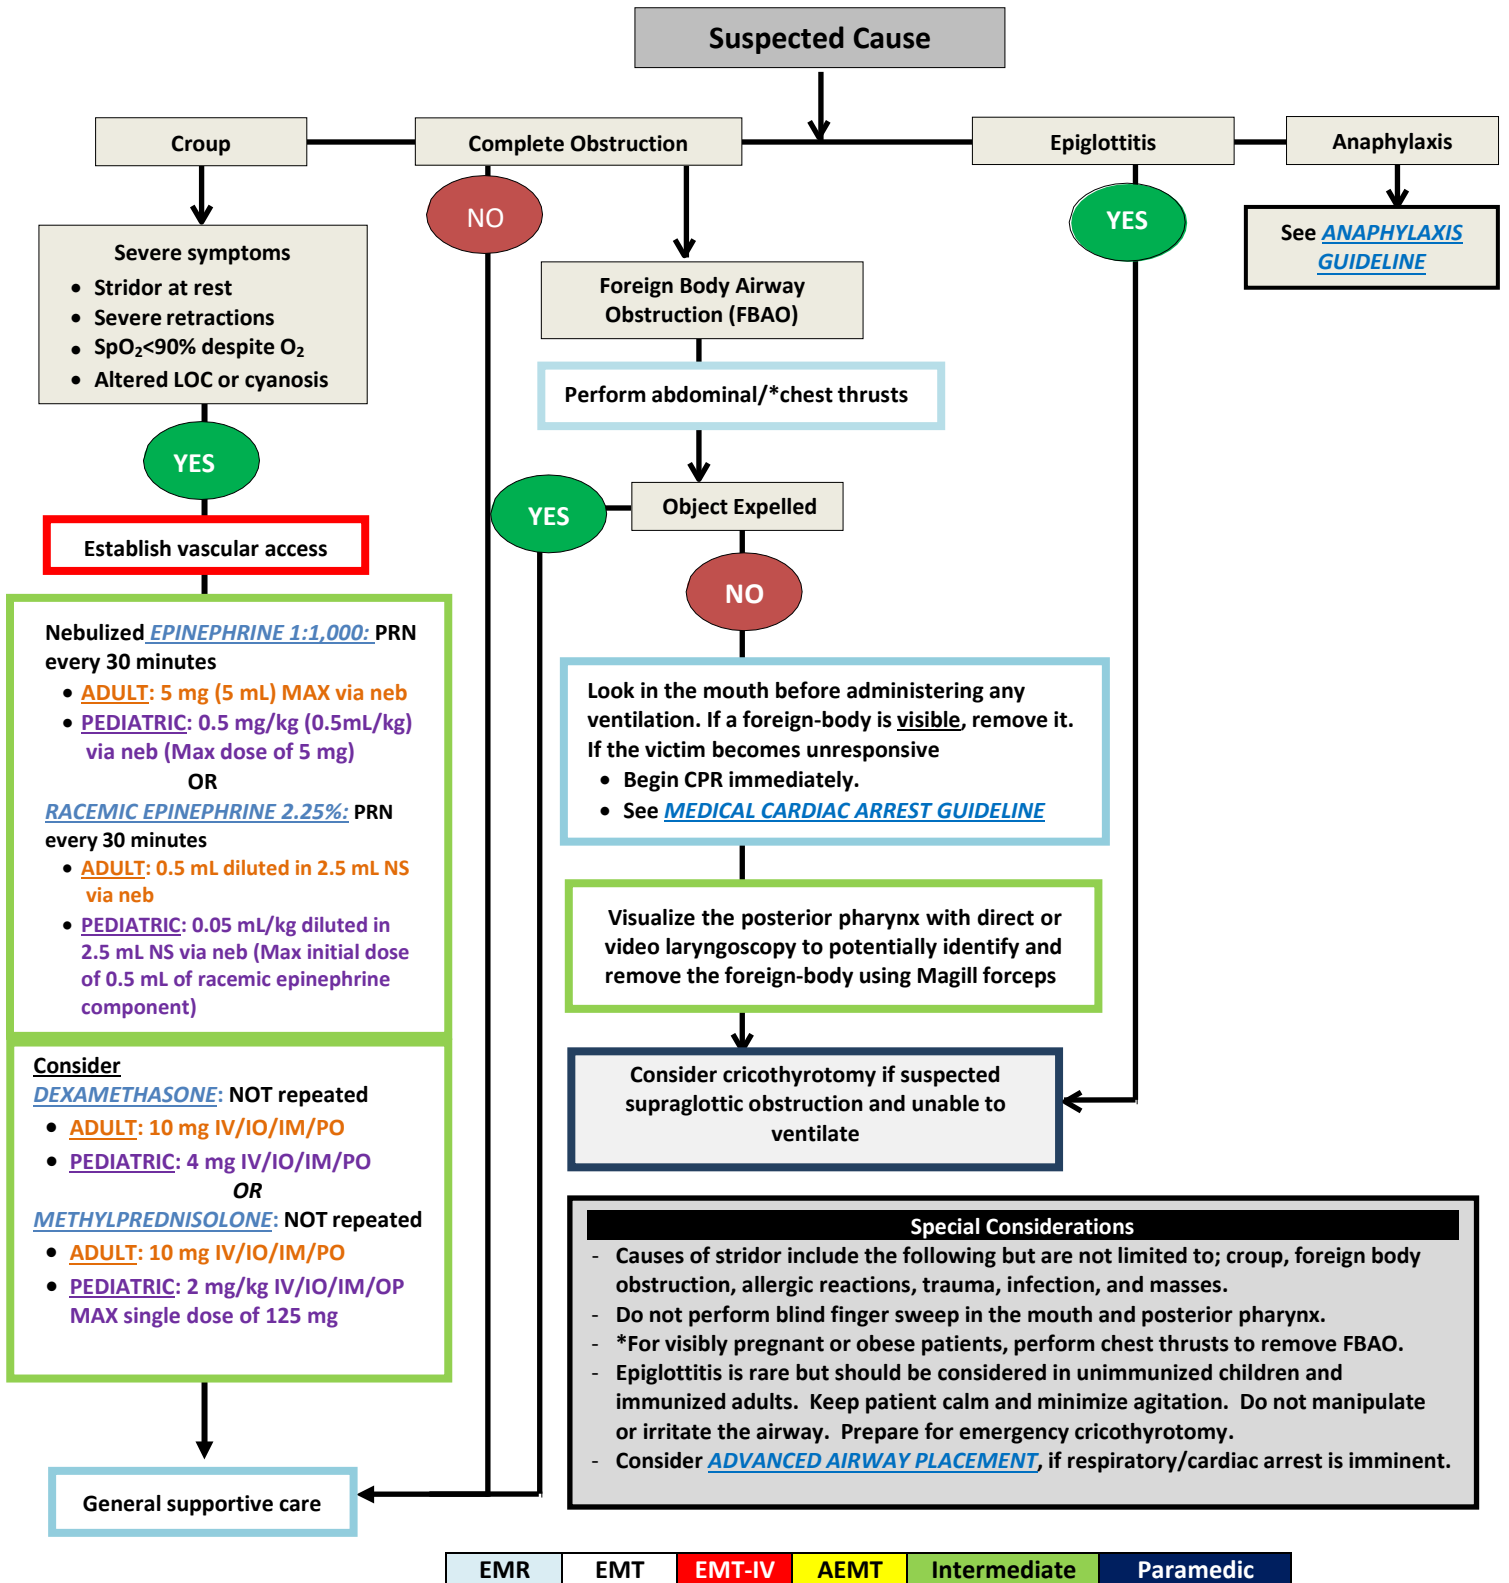 Suspected Cause
Croup
Complete Obstruction
Epiglottitis
Anaphylaxis
NO
YES
See ANAPHYLAXIS
GUIDELINE
Severe symptoms
• Stridor at rest
• Severe retractions
• SpO₂<90% despite O₂
• Altered LOC or cyanosis
Foreign Body Airway
Obstruction (FBAO)
Perform abdominal/*chest thrusts
YES
YES
Object Expelled
Establish vascular access
NO
Nebulized EPINEPHRINE 1:1,000: PRN
every 30 minutes
• ADULT: 5 mg (5 mL) MAX via neb
• PEDIATRIC: 0.5 mg/kg (0.5mL/kg)
via neb (Max dose of 5 mg)
OR
RACEMIC EPINEPHRINE 2.25%: PRN
every 30 minutes
• ADULT: 0.5 mL diluted in 2.5 mL NS
via neb
• PEDIATRIC: 0.05 mL/kg diluted in
2.5 mL NS via neb (Max initial dose
of 0.5 mL of racemic epinephrine
component)
Look in the mouth before administering any
ventilation. If a foreign-body is visible, remove it.
If the victim becomes unresponsive
• Begin CPR immediately.
• See MEDICAL CARDIAC ARREST GUIDELINE
Visualize the posterior pharynx with direct or
video laryngoscopy to potentially identify and
remove the foreign-body using Magill forceps
Consider cricothyrotomy if suspected
supraglottic obstruction and unable to
ventilate
Consider
DEXAMETHASONE: NOT repeated
• ADULT: 10 mg IV/IO/IM/PO
• PEDIATRIC: 4 mg IV/IO/IM/PO
OR
METHYLPREDNISOLONE: NOT repeated
• ADULT: 10 mg IV/IO/IM/PO
• PEDIATRIC: 2 mg/kg IV/IO/IM/OP
MAX single dose of 125 mg
General supportive care
Special Considerations
- Causes of stridor include the following but are not limited to; croup, foreign body
obstruction, allergic reactions, trauma, infection, and masses.
- Do not perform blind finger sweep in the mouth and posterior pharynx.
- *For visibly pregnant or obese patients, perform chest thrusts to remove FBAO.
- Epiglottitis is rare but should be considered in unimmunized children and
immunized adults. Keep patient calm and minimize agitation. Do not manipulate
or irritate the airway. Prepare for emergency cricothyrotomy.
- Consider ADVANCED AIRWAY PLACEMENT, if respiratory/cardiac arrest is imminent.
EMR EMT EMT-IV AEMT Intermediate Paramedic